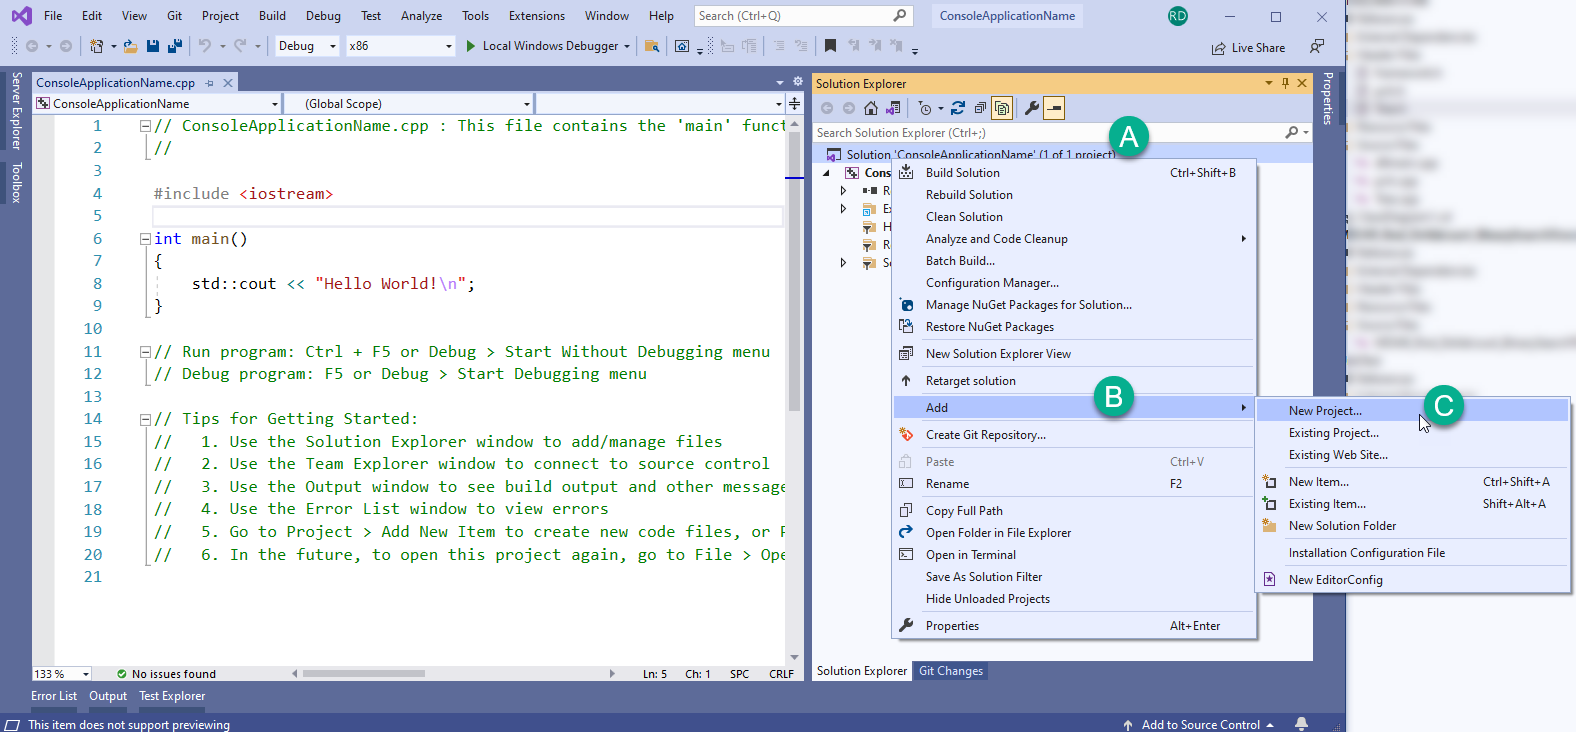 File Edit View Git Project Build Debug Test Analyze Tools Extensions Window Help Search (Ctrl+Q) ConsoleApplicationName RD
Debug x86 Local Windows Debugger Live Share
Server Explorer
Toolbox
ConsoleApplicationName.cpp
ConsoleApplicationName (Global Scope)
1 // ConsoleApplicationName.cpp : This file contains the 'main' funct
2 //
3
4 #include <iostream>
5
6 int main()
7 {
8 std::cout << "Hello World!\n";
9 }
10
11 // Run program: Ctrl + F5 or Debug > Start Without Debugging menu
12 // Debug program: F5 or Debug > Start Debugging menu
13
14 // Tips for Getting Started:
15 // 1. Use the Solution Explorer window to add/manage files
16 // 2. Use the Team Explorer window to connect to source control
17 // 3. Use the Output window to see build output and other message
18 // 4. Use the Error List window to view errors
19 // 5. Go to Project > Add New Item to create new code files, or P
20 // 6. In the future, to open this project again, go to File > Ope
21
133 % No issues found Ln: 5 Ch: 1 SPC CRLF
Error List Output Test Explorer
Solution Explorer
Search Solution Explorer (Ctrl+;)
A
Solution 'ConsoleApplicationName' (1 of 1 project)
Cons
R
E
H
R
S
Build Solution Ctrl+Shift+B
Rebuild Solution
Clean Solution
Analyze and Code Cleanup
Batch Build...
Configuration Manager...
Manage NuGet Packages for Solution...
Restore NuGet Packages
New Solution Explorer View
Retarget solution
Add B
Create Git Repository...
Paste Ctrl+V
Rename F2
Copy Full Path
Open Folder in File Explorer
Open in Terminal
Save As Solution Filter
Hide Unloaded Projects
Properties Alt+Enter
New Project... C
Existing Project...
Existing Web Site...
New Item... Ctrl+Shift+A
Existing Item... Shift+Alt+A
New Solution Folder
Installation Configuration File
New EditorConfig
Solution Explorer Git Changes
Properties
This item does not support previewing Add to Source Control